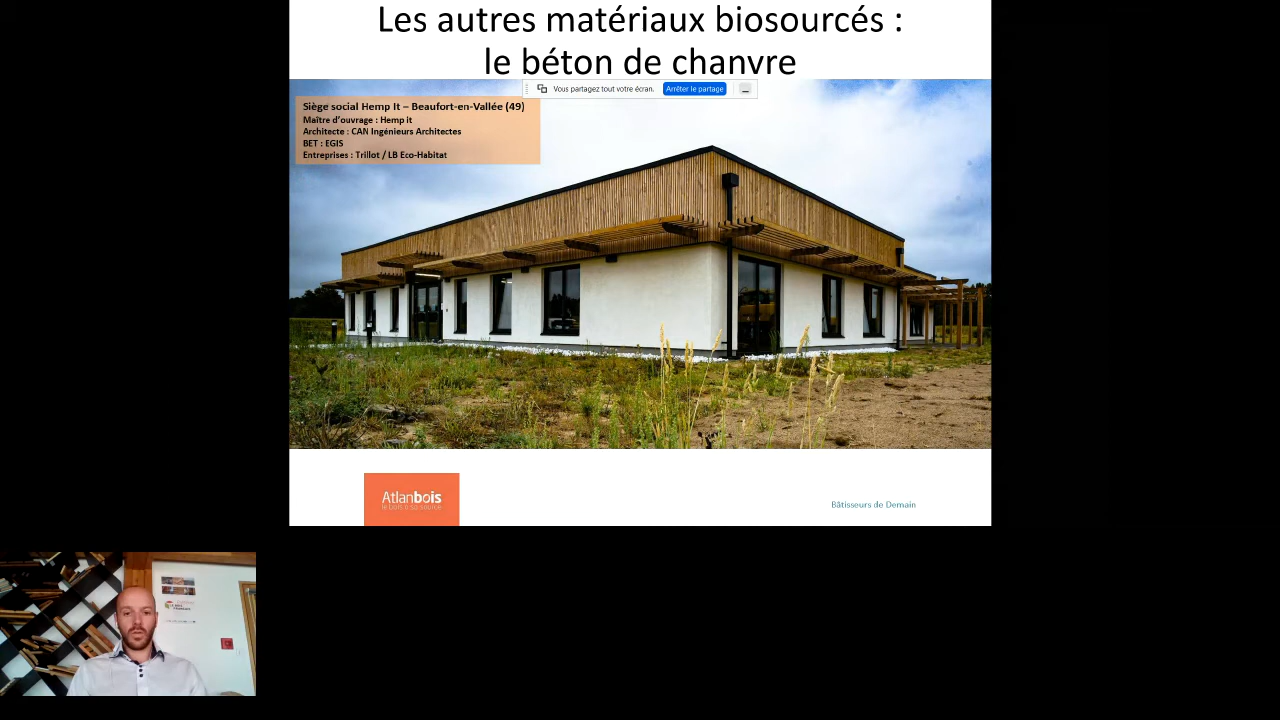 Les autres matériaux biosourcés :
le béton de chanvre
Vous partagez tout votre écran.
Arrêter le partage
Siège social Hemp It – Beaufort-en-Vallée (49)
Maître d'ouvrage : Hemp it
Architecte : CAN Ingénieurs Architectes
BET : EGIS
Entreprises : Trillot / LB Eco-Habitat
Atlanbois
le bois a sa source
Bâtisseurs de Demain